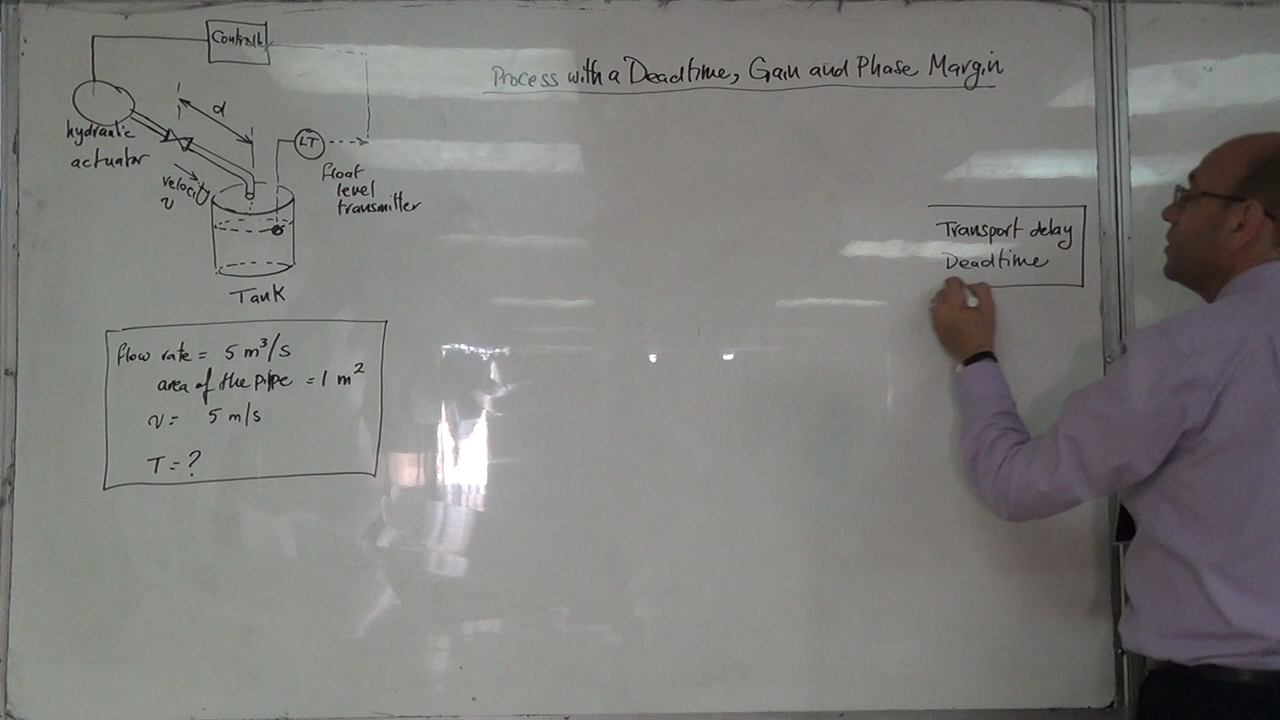 Controll
Process with a Deadtime, Gain and Phase Margin
d
hydraulic
actuator
LT
velocity
v
float
level
transmitter
Tank
Transport delay
Deadtime
flow rate = 5 m³/s
area of the pipe = 1 m²
v = 5 m/s
T = ?